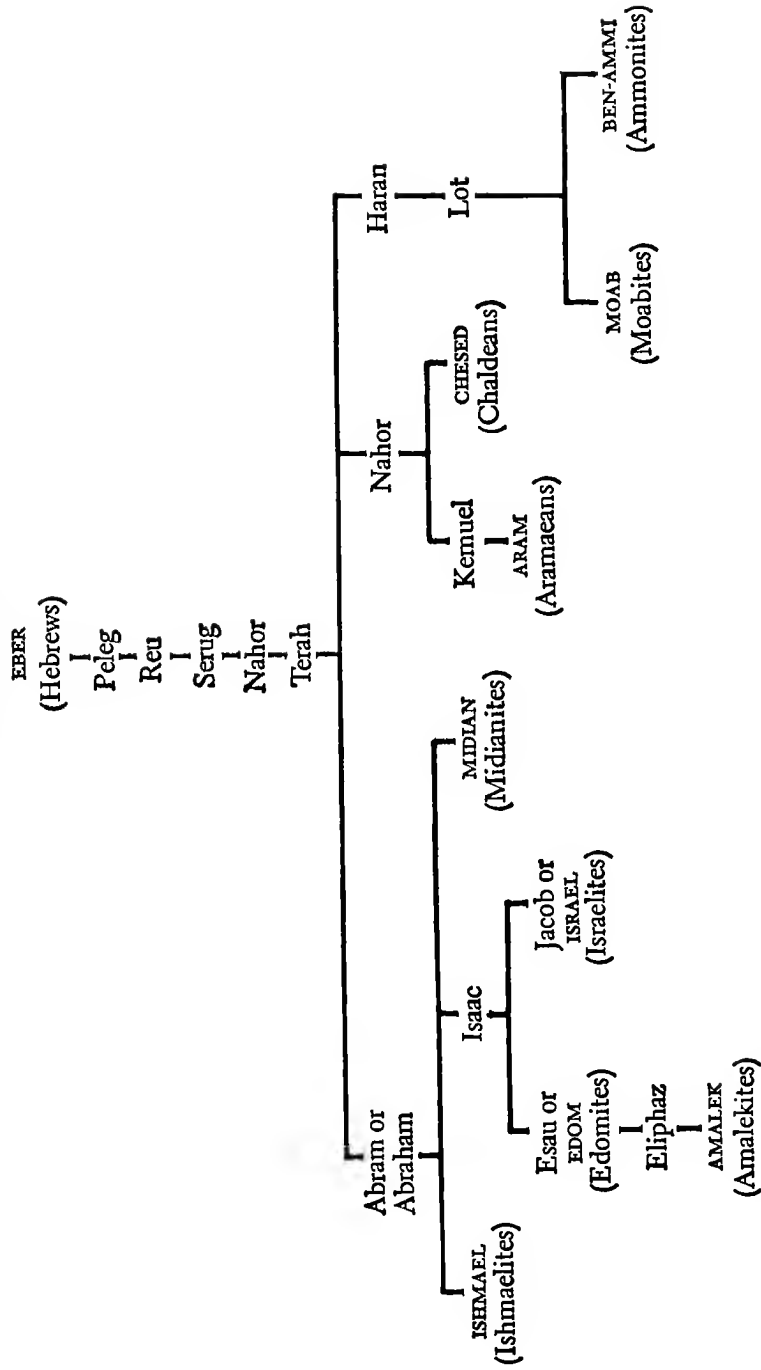 EBER
(Hebrews)
Peleg
Reu
Serug
Nahor
Terah
Abram or
Abraham
Nahor
Haran
ISHMAEL
(Ishmaelites)
Isaac
MIDIAN
(Midianites)
Kemuel
CHESED
(Chaldeans)
Lot
Esau or
EDOM
(Edomites)
Jacob or
ISRAEL
(Israelites)
ARAM
(Aramaeans)
MOAB
(Moabites)
BEN-AMMI
(Ammonites)
Eliphaz
AMALEK
(Amalekites)